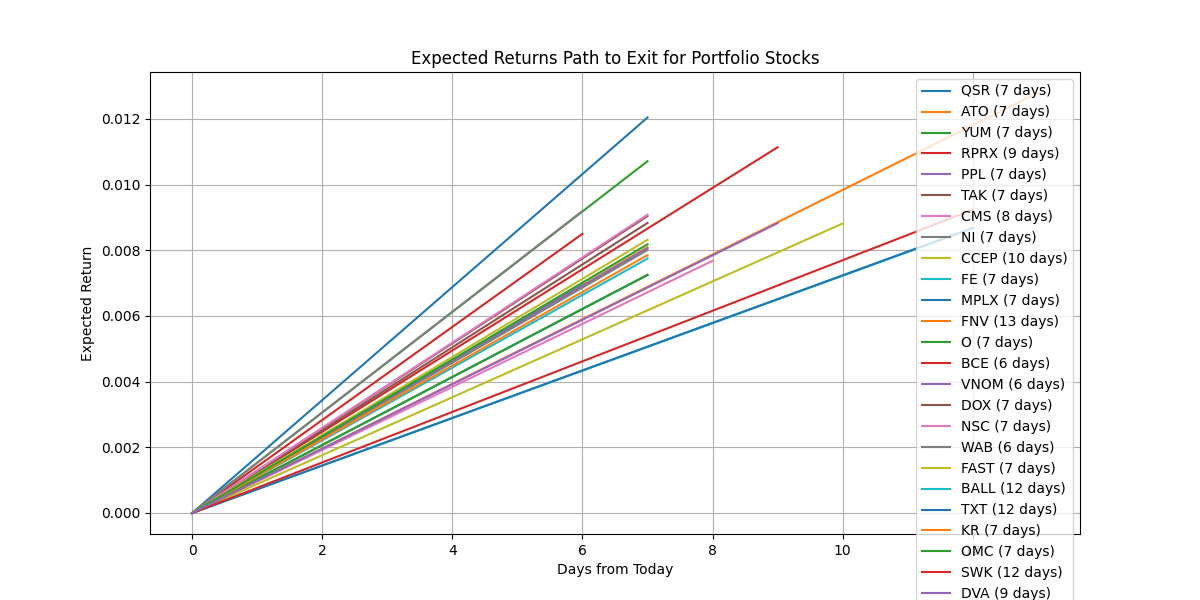 Expected Returns Path to Exit for Portfolio Stocks
Expected Return
0.012
0.010
0.008
0.006
0.004
0.002
0.000
0
2
4
6
8
10
Days from Today
QSR (7 days)
ATO (7 days)
YUM (7 days)
RPRX (9 days)
PPL (7 days)
TAK (7 days)
CMS (8 days)
NI (7 days)
CCEP (10 days)
FE (7 days)
MPLX (7 days)
FNV (13 days)
O (7 days)
BCE (6 days)
VNOM (6 days)
DOX (7 days)
NSC (7 days)
WAB (6 days)
FAST (7 days)
BALL (12 days)
TXT (12 days)
KR (7 days)
OMC (7 days)
SWK (12 days)
DVA (9 days)